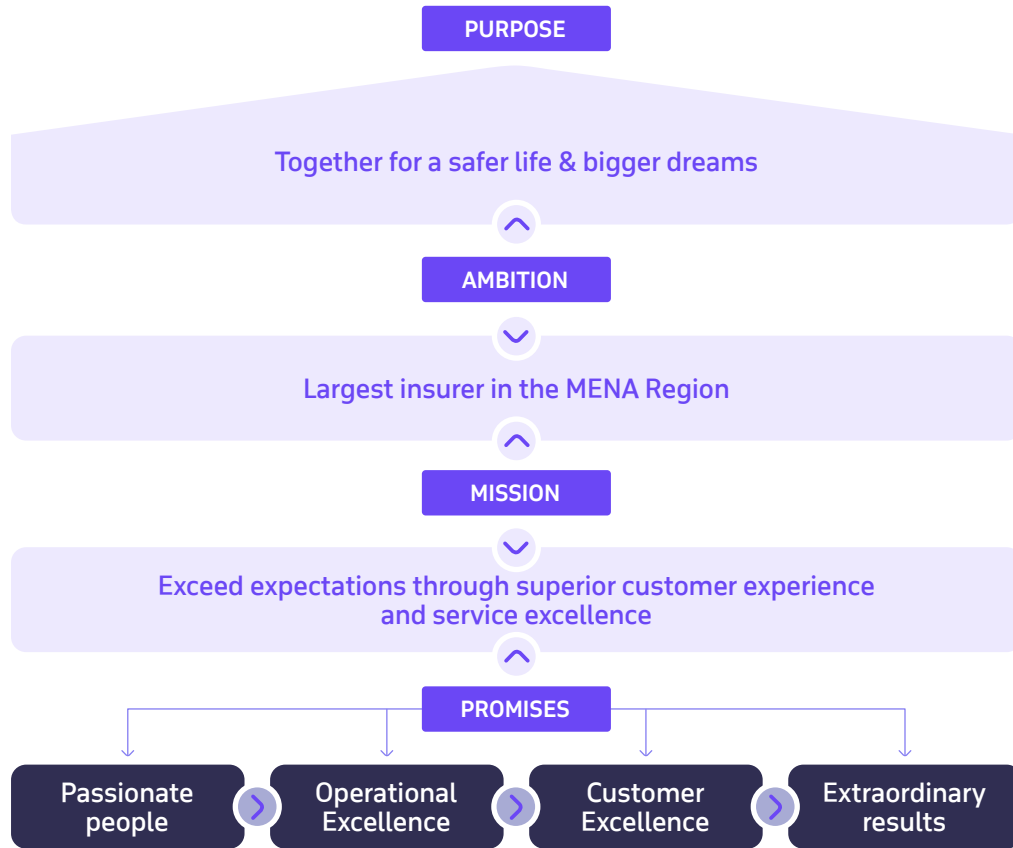 PURPOSE
Together for a safer life & bigger dreams
AMBITION
Largest insurer in the MENA Region
MISSION
Exceed expectations through superior customer experience
and service excellence
PROMISES
Passionate
people
Operational
Excellence
Customer
Excellence
Extraordinary
results